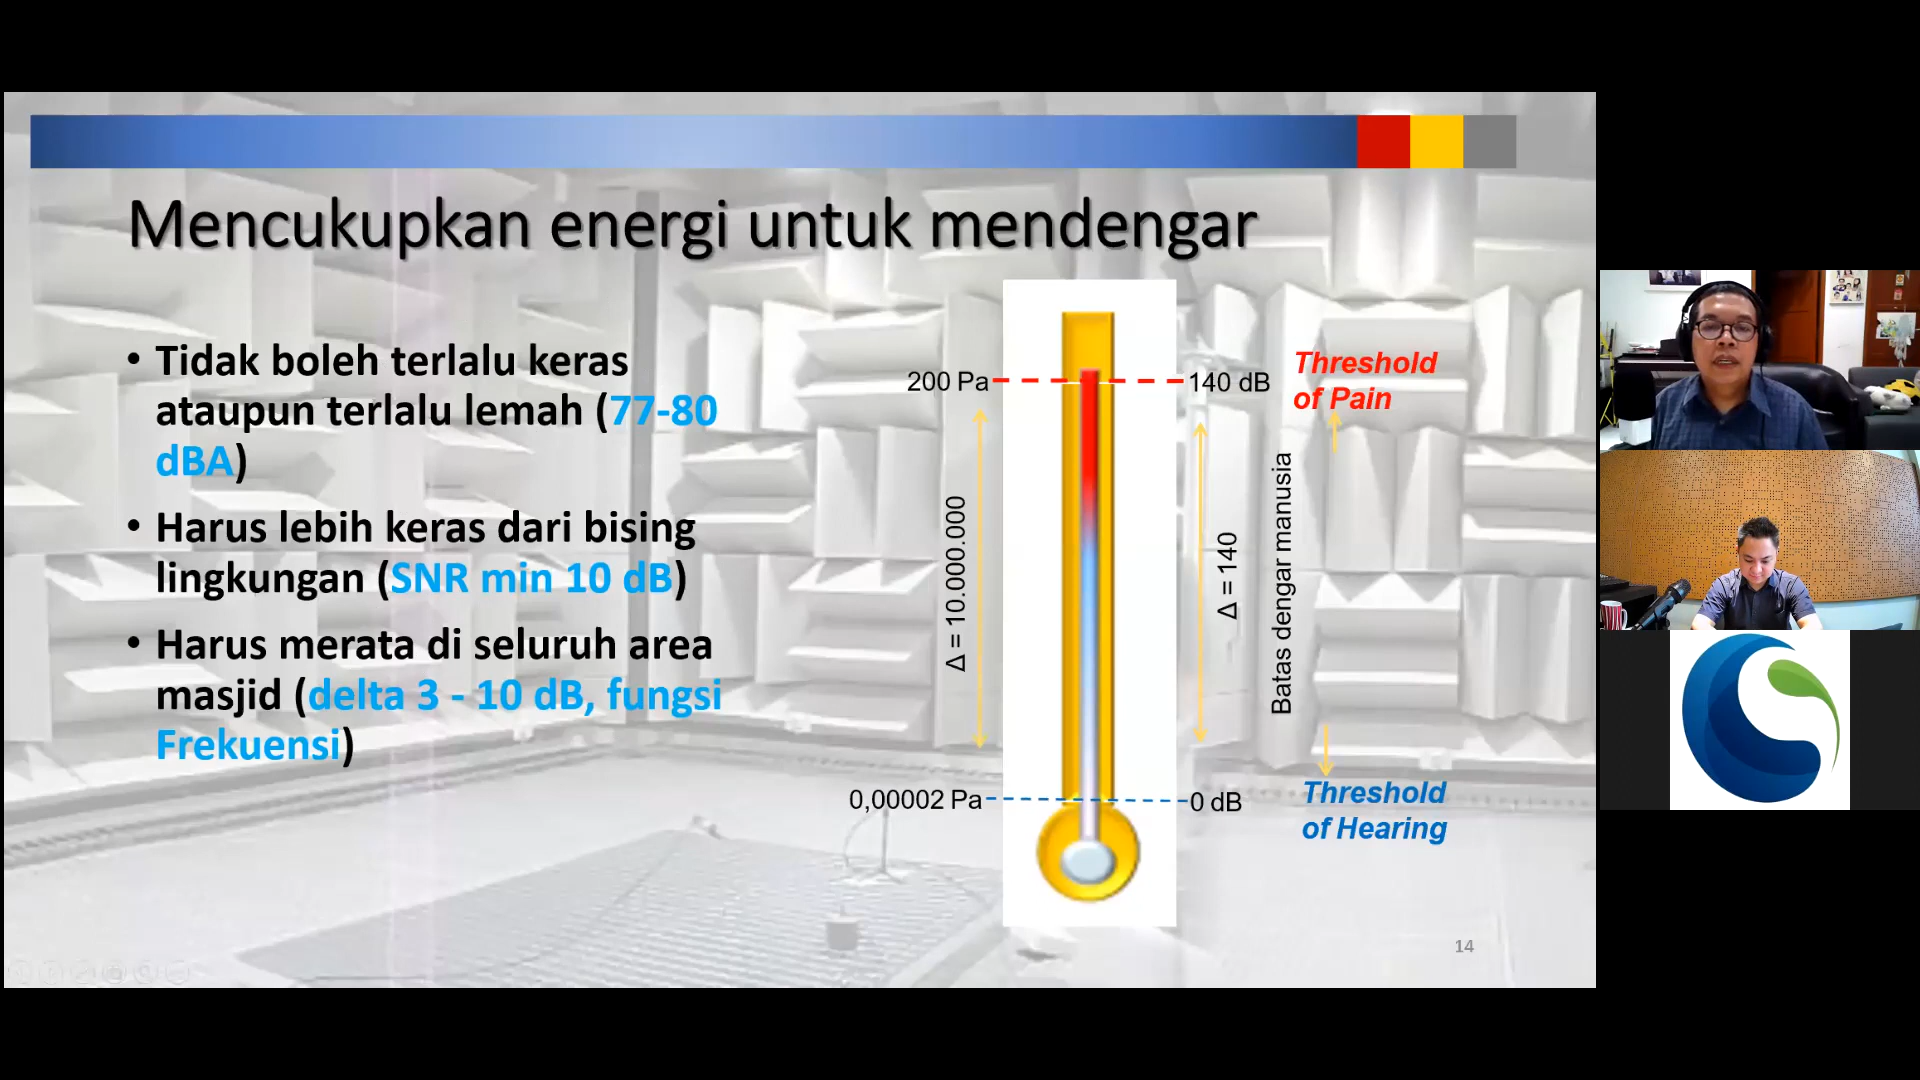 Mencukupkan energi untuk mendengar
• Tidak boleh terlalu keras
ataupun terlalu lemah (77-80
dBA)
• Harus lebih keras dari bising
lingkungan (SNR min 10 dB)
• Harus merata di seluruh area
masjid (delta 3 - 10 dB, fungsi
Frekuensi)
200 Pa
140 dB
Threshold
of Pain
Δ = 10.000.000
Δ = 140
Batas dengar manusia
0,00002 Pa
0 dB
Threshold
of Hearing
14